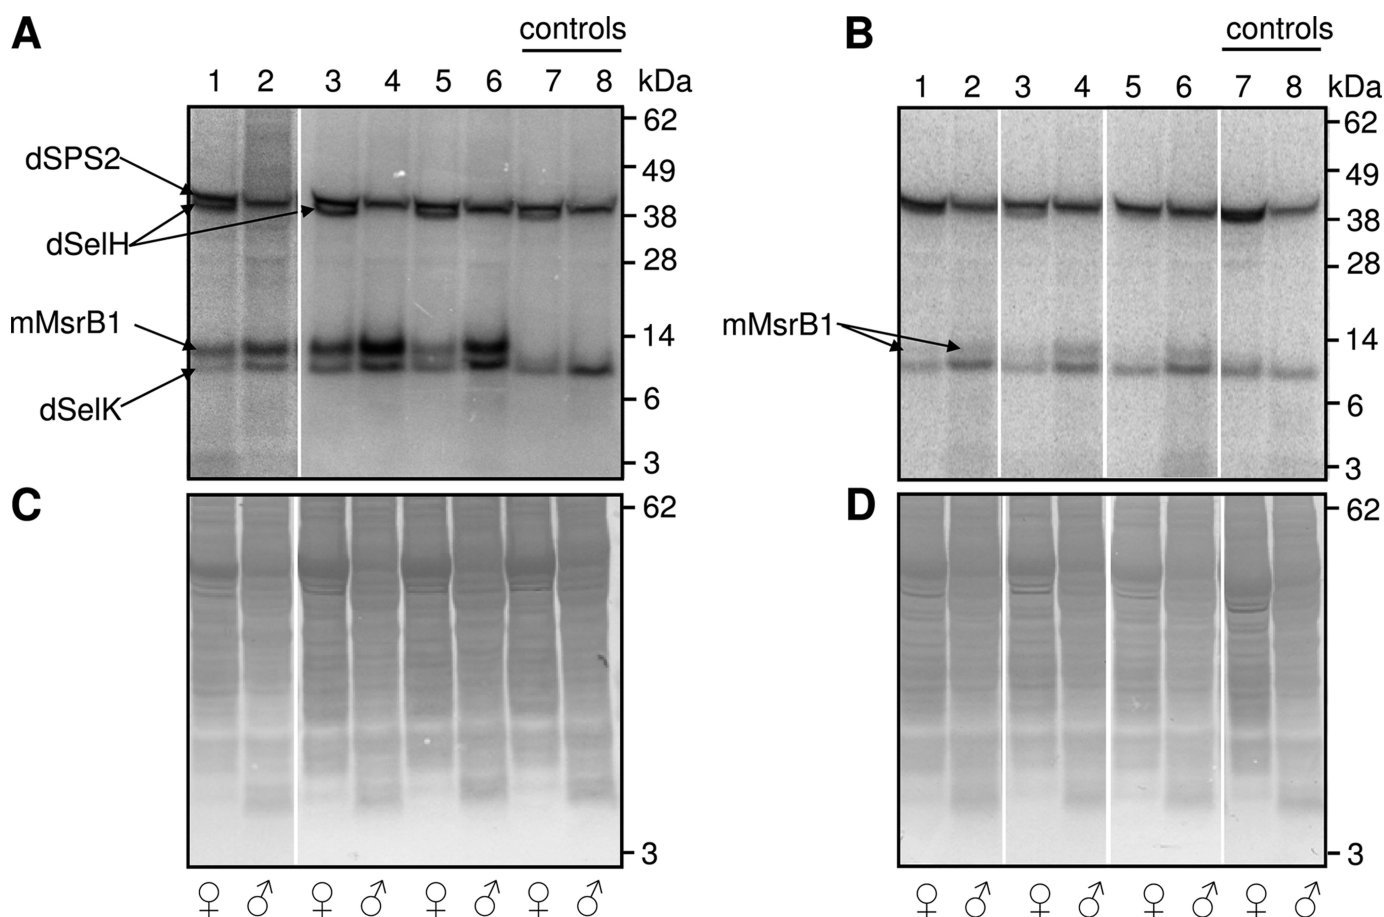 A
controls
1 2 3 4 5 6 7 8 kDa
dSPS2
dSelH
mMsrB1
dSelK
62
49
38
28
14
6
3
B
controls
1 2 3 4 5 6 7 8 kDa
mMsrB1
62
49
38
28
14
6
3
C
62
3
♀ ♂ ♀ ♂ ♀ ♂ ♀ ♂
D
62
3
♀ ♂ ♀ ♂ ♀ ♂ ♀ ♂